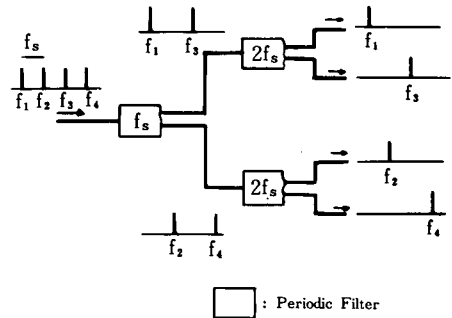 fs
f1 f2 f3 f4
f1 f3
fs
2fs
f1
f3
2fs
f2
f4
f2 f4
: Periodic Filter